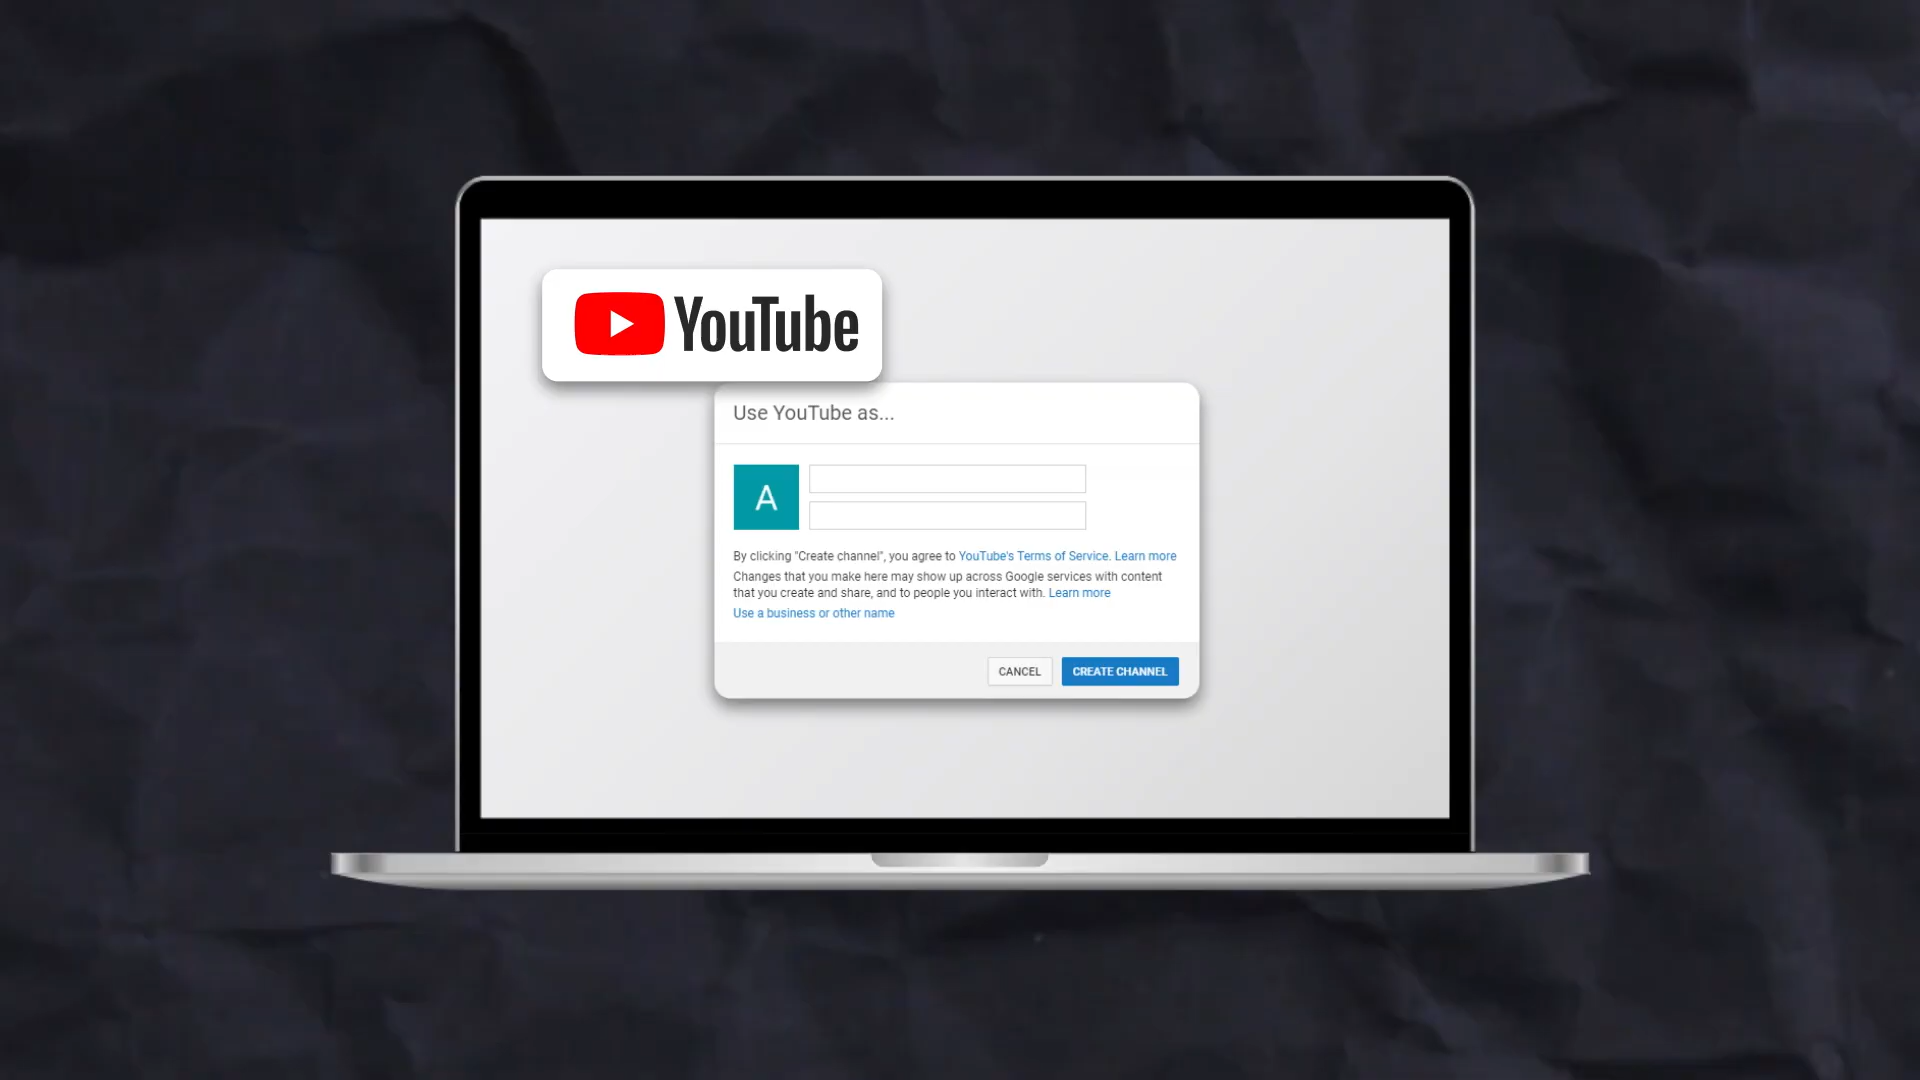 YouTube
Use YouTube as...
A
By clicking "Create channel", you agree to YouTube's Terms of Service. Learn more
Changes that you make here may show up across Google services with content
that you create and share, and to people you interact with. Learn more
Use a business or other name
CANCEL
CREATE CHANNEL